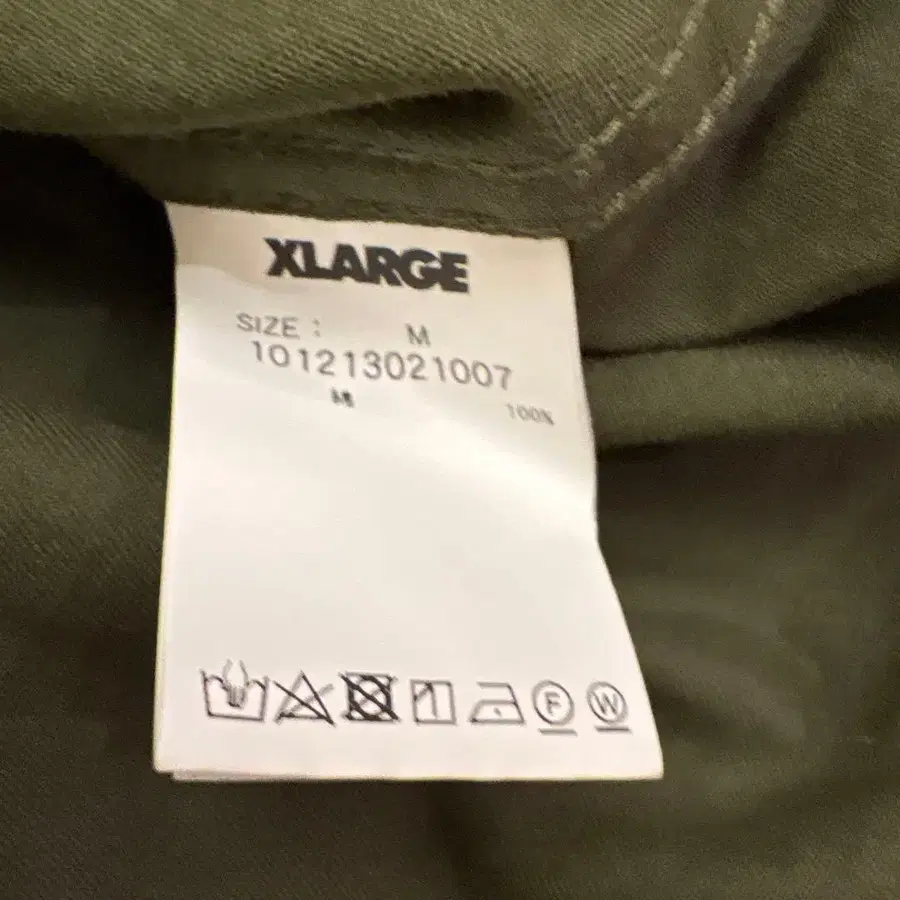 XLARGE
SIZE : M
101213021007
100%
F W